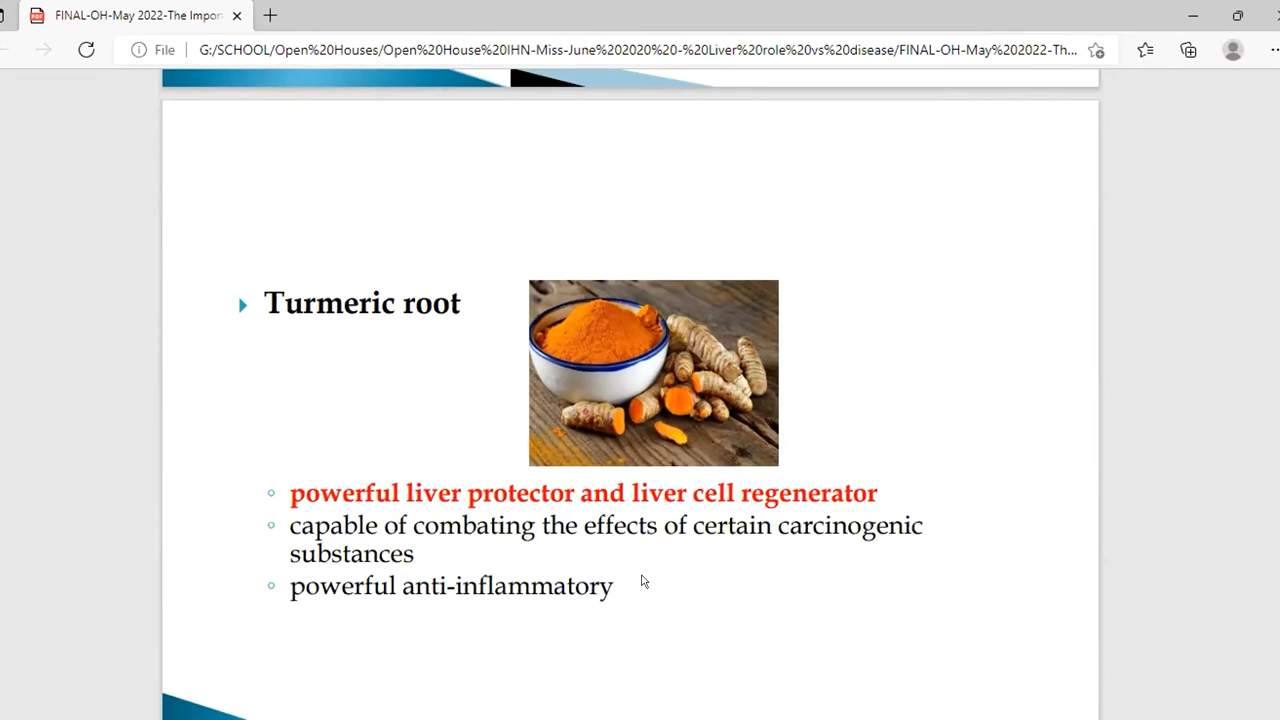 FINAL-OH-May 2022-The Impor
File
G:/SCHOOL/Open%20Houses/Open%20House%20IHN-Miss-June%202020%20-%20Liver%20role%20vs%20disease/FINAL-OH-May%202022-Th...
Turmeric root
powerful liver protector and liver cell regenerator
capable of combating the effects of certain carcinogenic
substances
powerful anti-inflammatory